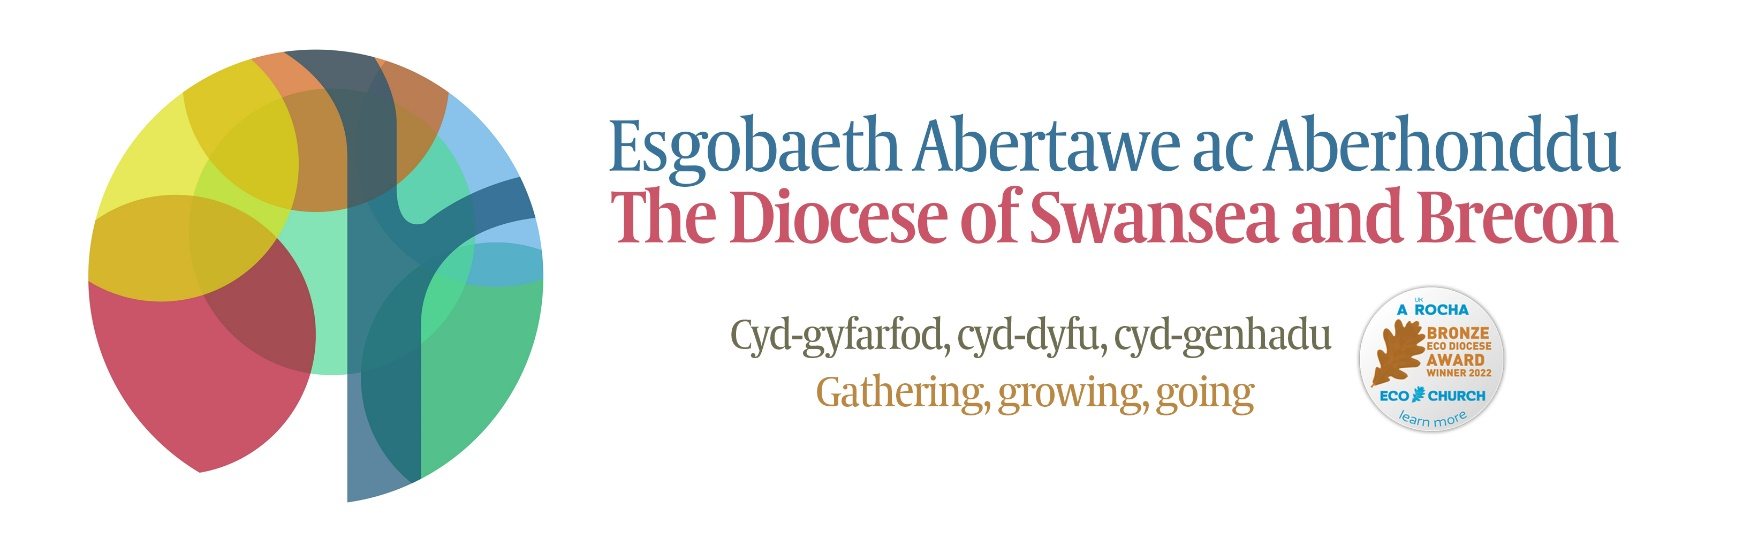 Esgobaeth Abertawe ac Aberhonddu
The Diocese of Swansea and Brecon
Cyd-gyfarfod, cyd-dyfu, cyd-genhadu
Gathering, growing, going
UK
A ROCHA
BRONZE
ECO DIOCESE
AWARD
WINNER 2022
ECO CHURCH
learn more